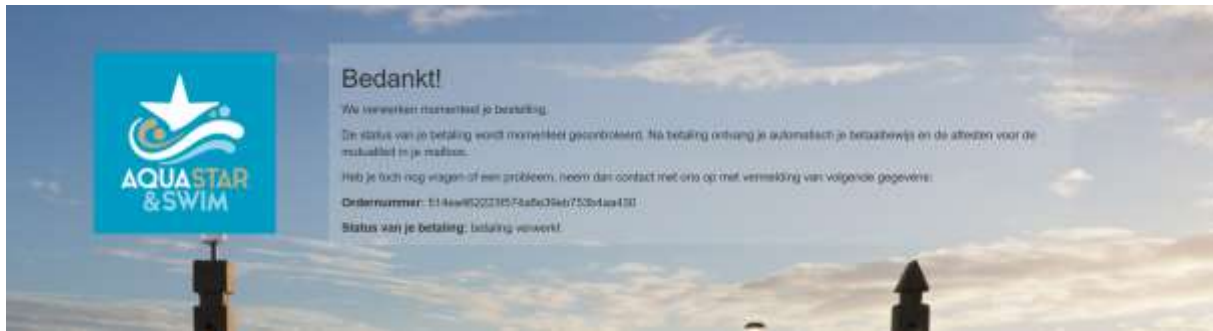 AQUASTAR
& SWIM
Bedankt!
We verwerken momenteel je bestelling.
De status van je betaling wordt momenteel gecontroleerd. Na betaling ontvang je automatisch je betaalbewijs en de attesten voor de
mutualiteit in je mailbox.
Heb je toch nog vragen of een probleem, neem dan contact met ons op met vermelding van volgende gegevens:
Ordernummer:
Status van je betaling: betaling verwerkt